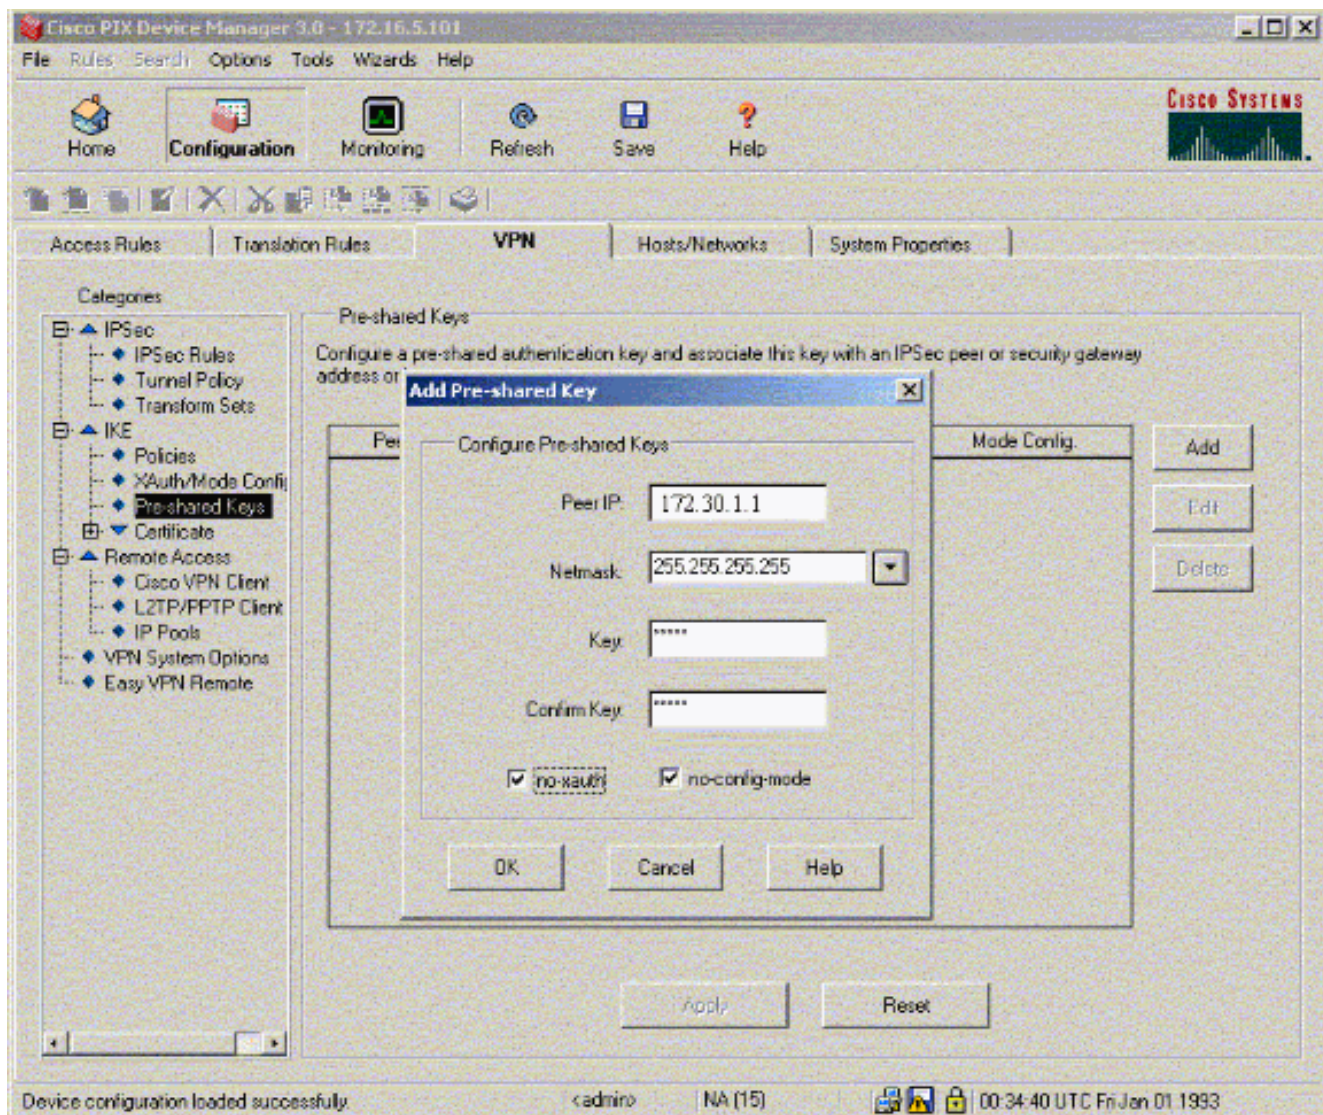 Cisco PIX Device Manager 3.0 - 172.16.5.101
File Rules Search Options Tools Wizards Help
CISCO SYSTEMS
Home Configuration Monitoring Refresh Save Help
Access Rules Translation Rules VPN Hosts/Networks System Properties
Categories
IPSec
IPSec Rules
Tunnel Policy
Transform Sets
IKE
Policies
XAuth/Mode Config
Pre-shared Keys
Certificate
Remote Access
Cisco VPN Client
L2TP/PPTP Client
IP Pools
VPN System Options
Easy VPN Remote
Pre-shared Keys
Configure a pre-shared authentication key and associate this key with an IPSec peer or security gateway
address or
Pee
Mode Config.
Add
Edit
Delete
Add Pre-shared Key
Configure Pre-shared Keys
Peer IP: 172.30.1.1
Netmask: 255.255.255.255
Key: *****
Confirm Key: *****
no-xauth no-config-mode
OK Cancel Help
Apply Reset
Device configuration loaded successfully. <admin> NA (15) 00:34:40 UTC Fri Jan 01 1993